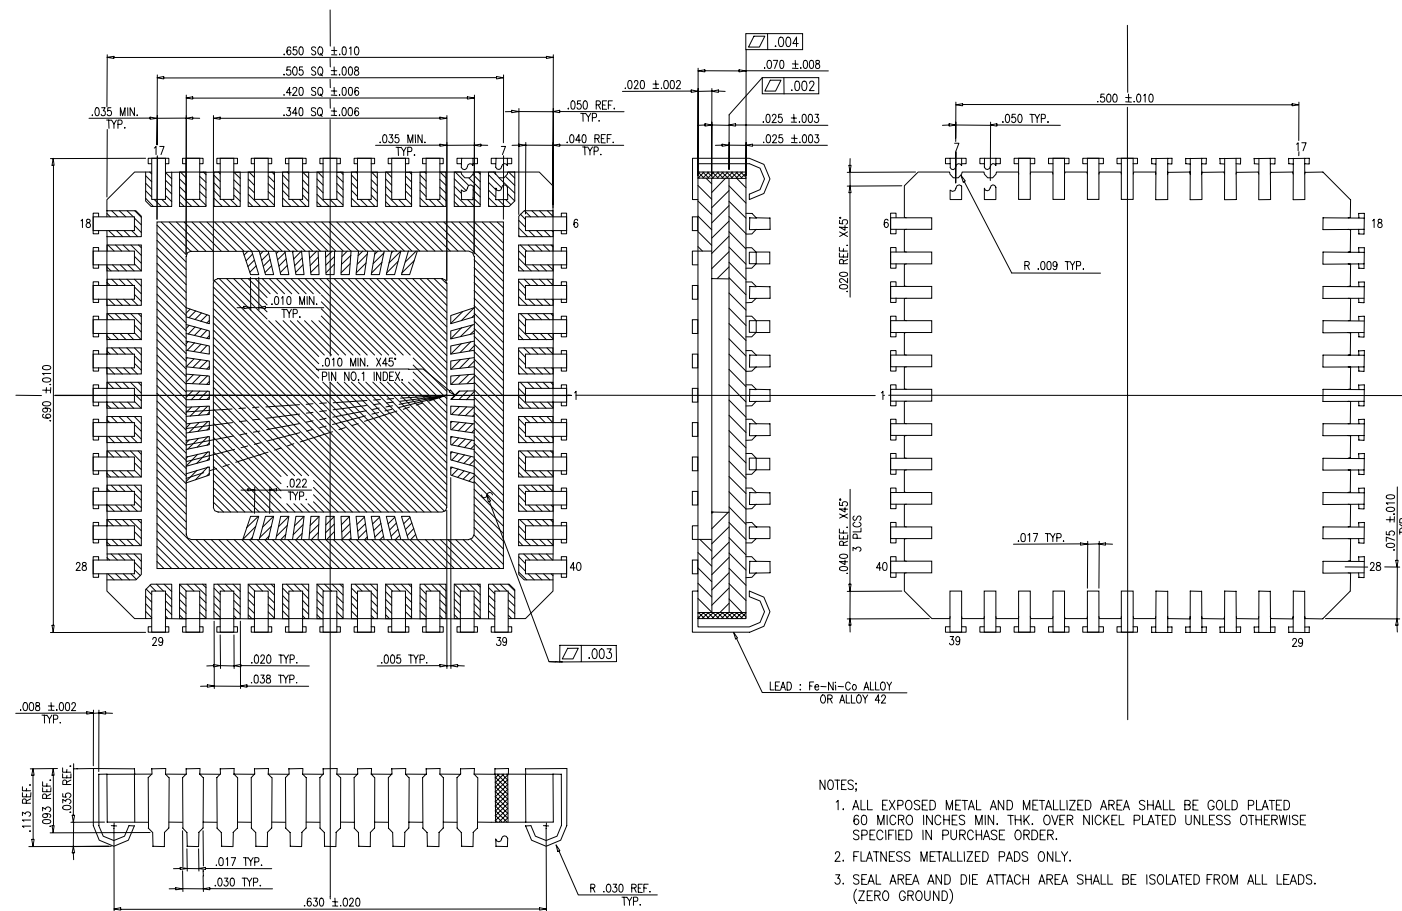 .650 SQ ±.010
.505 SQ ±.008
.420 SQ ±.006
.340 SQ ±.006
.035 MIN.
TYP.
.050 REF.
TYP.
.035 MIN.
TYP.
.040 REF.
TYP.
17
7
18
6
.010 MIN.
TYP.
.010 MIN. X45°
PIN NO.1 INDEX.
1
.690 ±.010
.022
TYP.
28
40
29
39
.020 TYP.
.005 TYP.
.038 TYP.
.003
.004
.070 ±.008
.020 ±.002
.002
.025 ±.003
.025 ±.003
LEAD : Fe-Ni-Co ALLOY
OR ALLOY 42
.500 ±.010
.050 TYP.
7
17
6
18
.020 REF. X45°
R .009 TYP.
1
.040 REF. X45°
3 PLCS
.017 TYP.
.075 ±.010
TYP
40
28
39
29
.008 ±.002
TYP.
.113 REF.
.093 REF.
.035 REF.
.017 TYP.
.030 TYP.
.630 ±.020
R .030 REF.
TYP.
NOTES;
1. ALL EXPOSED METAL AND METALLIZED AREA SHALL BE GOLD PLATED
60 MICRO INCHES MIN. THK. OVER NICKEL PLATED UNLESS OTHERWISE
SPECIFIED IN PURCHASE ORDER.
2. FLATNESS METALLIZED PADS ONLY.
3. SEAL AREA AND DIE ATTACH AREA SHALL BE ISOLATED FROM ALL LEADS.
(ZERO GROUND)